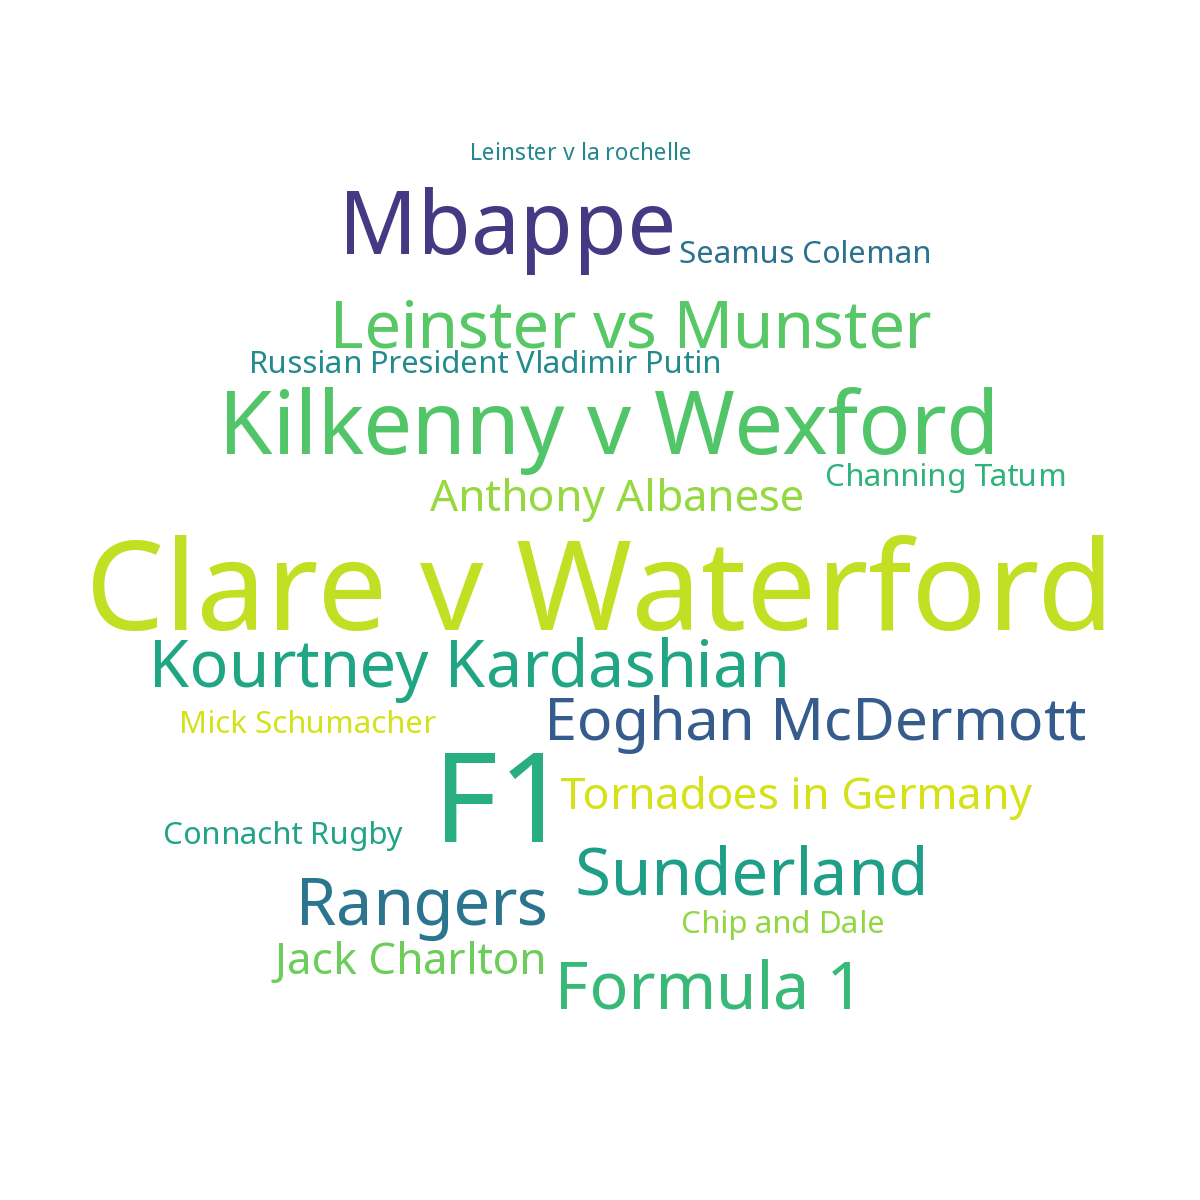 Leinster v la rochelle
Mbappe
Seamus Coleman
Leinster vs Munster
Russian President Vladimir Putin
Kilkenny v Wexford
Channing Tatum
Anthony Albanese
Clare v Waterford
Kourtney Kardashian
Eoghan McDermott
Mick Schumacher
F1
Tornadoes in Germany
Connacht Rugby
Sunderland
Rangers
Chip and Dale
Jack Charlton
Formula 1